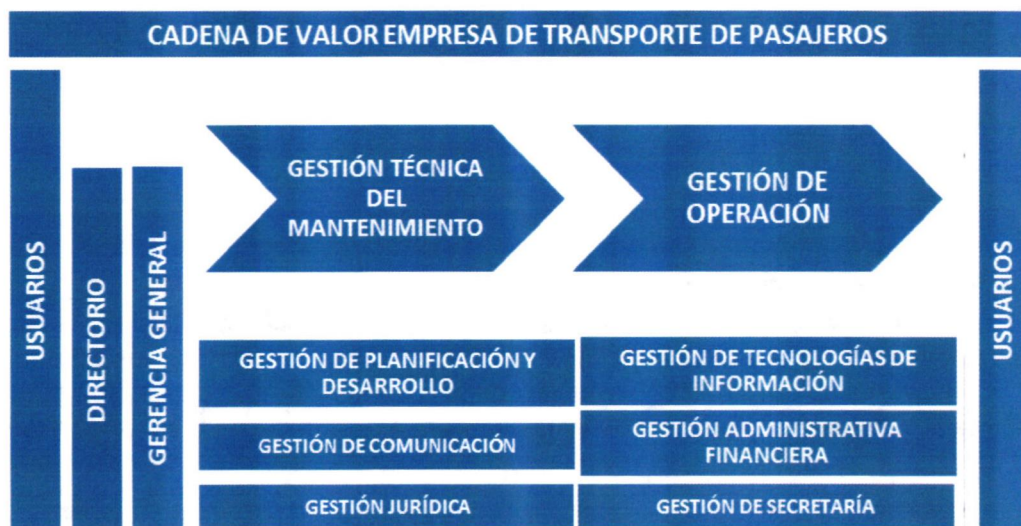 CADENA DE VALOR EMPRESA DE TRANSPORTE DE PASAJEROS
USUARIOS
DIRECTORIO
GERENCIA GENERAL
GESTIÓN TÉCNICA
DEL
MANTENIMIENTO
GESTIÓN DE
OPERACIÓN
GESTIÓN DE PLANIFICACIÓN Y
DESARROLLO
GESTIÓN DE TECNOLOGÍAS DE
INFORMACIÓN
GESTIÓN DE COMUNICACIÓN
GESTIÓN ADMINISTRATIVA
FINANCIERA
GESTIÓN JURÍDICA
GESTIÓN DE SECRETARÍA
USUARIOS